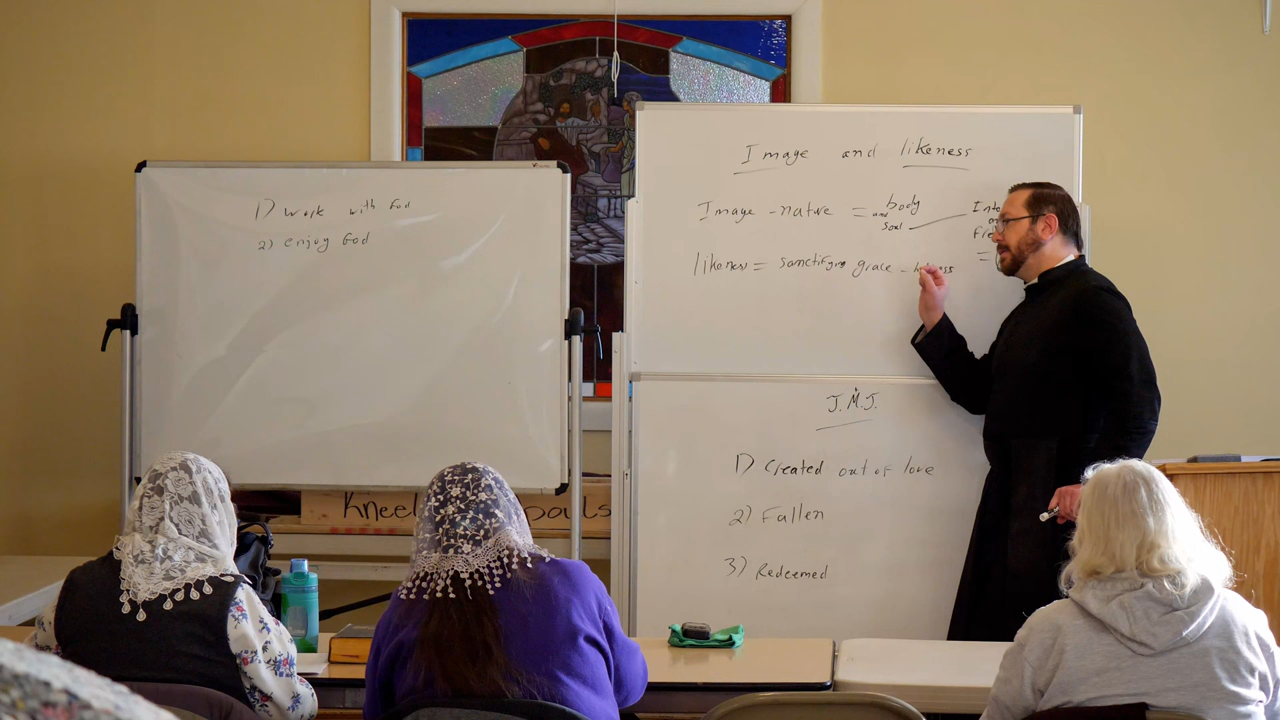 1) work with God
2) enjoy God
Image and likeness
Image - nature = body
and
soul
likeness = sanctifying grace -
J.M.J.
1) Created out of love
2) Fallen
3) Redeemed
Kneel souls